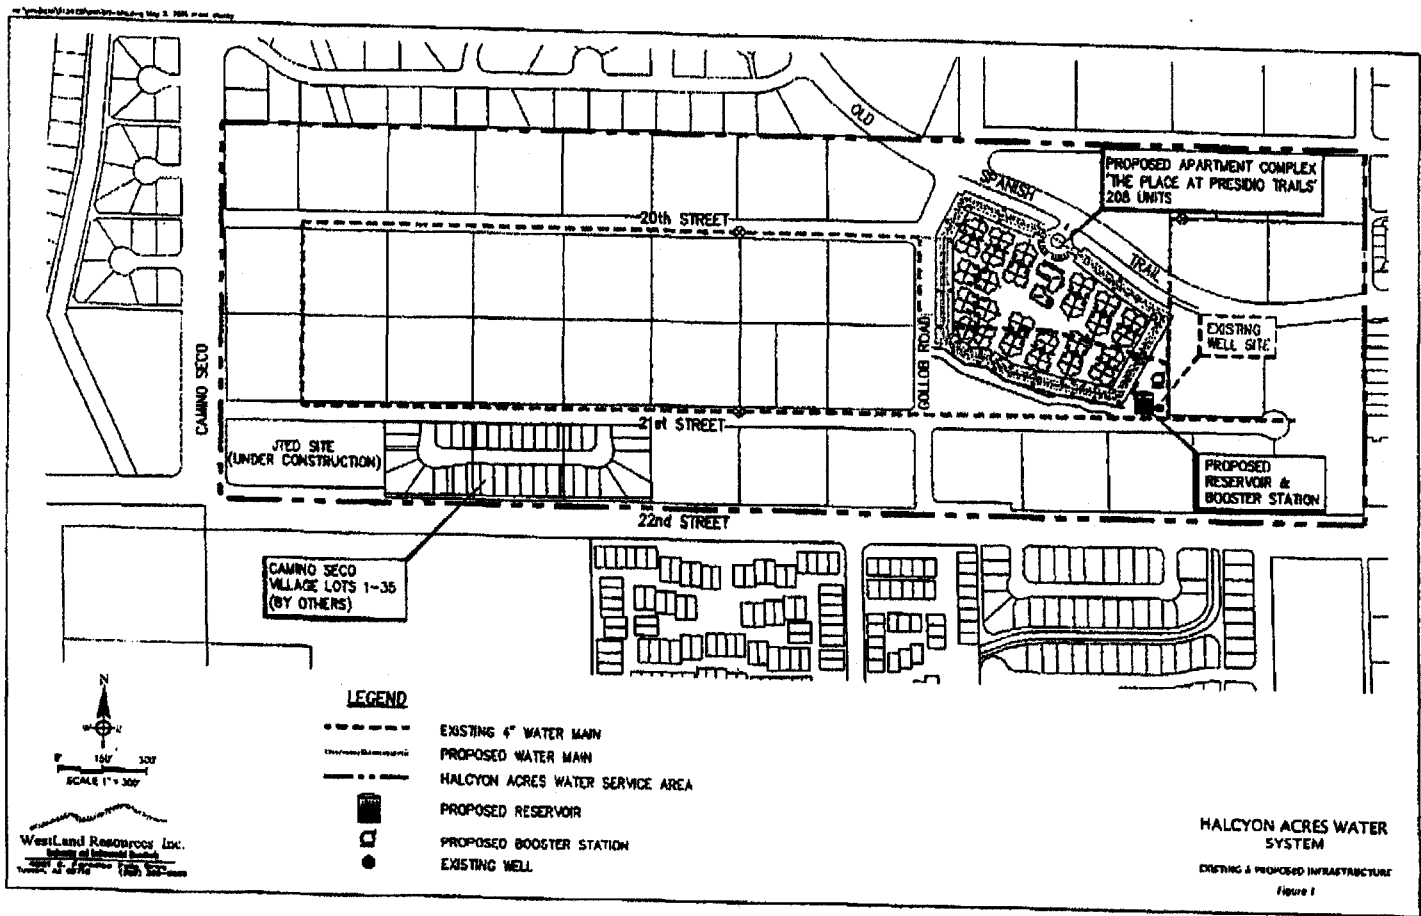 OLD
SPANISH
TRAIL
PROPOSED APARTMENT COMPLEX
'THE PLACE AT PRESIDIO TRAILS'
208 UNITS
20th STREET
EXISTING
WELL SITE
GOLLOB ROAD
CAMINO SECO
21st STREET
JTED SITE
(UNDER CONSTRUCTION)
PROPOSED
RESERVOIR &
BOOSTER STATION
22nd STREET
CAMINO SECO
VILLAGE LOTS 1-35
(BY OTHERS)
N
W E
0' 150' 300'
SCALE 1" = 300'
LEGEND
EXISTING 4" WATER MAIN
PROPOSED WATER MAIN
HALCYON ACRES WATER SERVICE AREA
PROPOSED RESERVOIR
PROPOSED BOOSTER STATION
EXISTING WELL
WestLand Resources Inc.
HALCYON ACRES WATER
SYSTEM
EXISTING & PROPOSED INFRASTRUCTURE
Figure 1